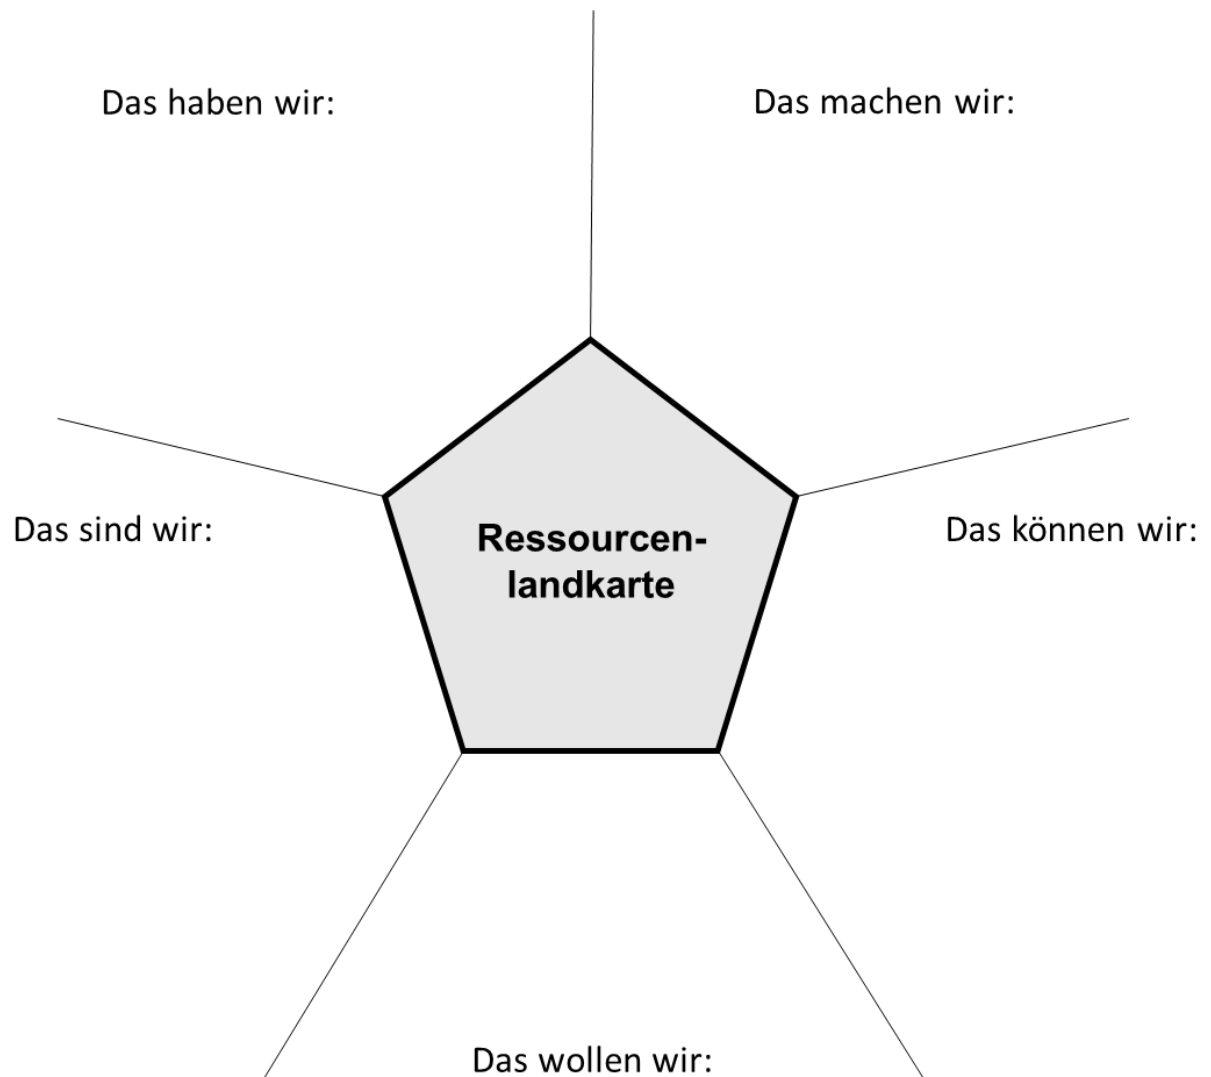 Das haben wir:
Das machen wir:
Das sind wir:
Ressourcen-
landkarte
Das können wir:
Das wollen wir: